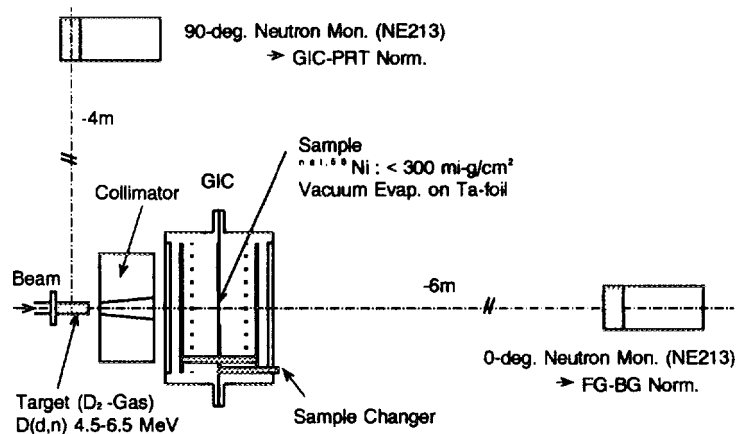 90-deg. Neutron Mon. (NE213)
→ GIC-PRT Norm.
-4m
Sample
nat,58Ni : < 300 mi-g/cm²
Vacuum Evap. on Ta-foil
GIC
Collimator
Beam
-6m
0-deg. Neutron Mon. (NE213)
→ FG-BG Norm.
Target (D₂-Gas)
D(d,n) 4.5-6.5 MeV
Sample Changer